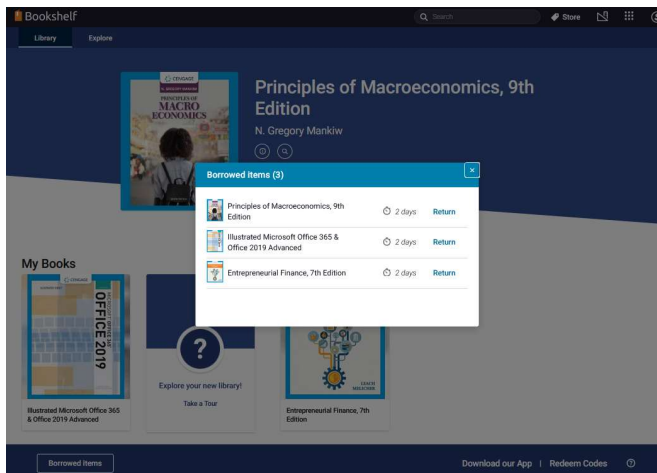 Bookshelf
Search
Store
Library
Explore
CENGAGE
N. GREGORY MANKIW
PRINCIPLES OF
MACRO
ECONOMICS
Principles of Macroeconomics, 9th
Edition
N. Gregory Mankiw
Borrowed items (3)
×
Principles of Macroeconomics, 9th
Edition
2 days
Return
Illustrated Microsoft Office 365 &
Office 2019 Advanced
2 days
Return
Entrepreneurial Finance, 7th Edition
2 days
Return
My Books
CENGAGE
OFFICE 2019
Illustrated Microsoft Office 365
& Office 2019 Advanced
?
Explore your new library!
Take a Tour
Entrepreneurial Finance, 7th
Edition
Borrowed items
Download our App | Redeem Codes